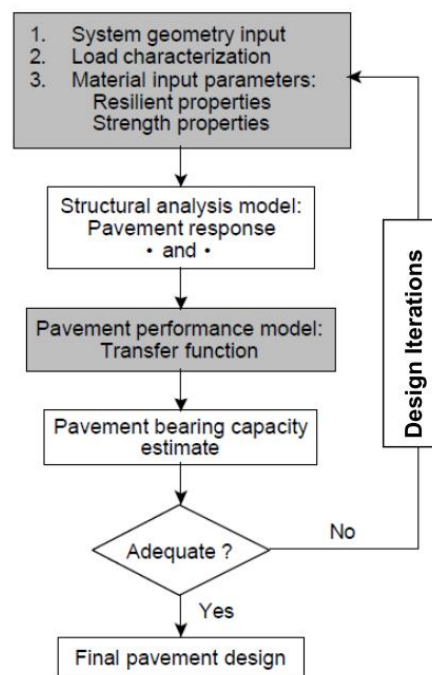 1. System geometry input
2. Load characterization
3. Material input parameters:
Resilient properties
Strength properties
Structural analysis model:
Pavement response
• and •
Pavement performance model:
Transfer function
Pavement bearing capacity
estimate
Adequate ?
No
Yes
Final pavement design
Design Iterations